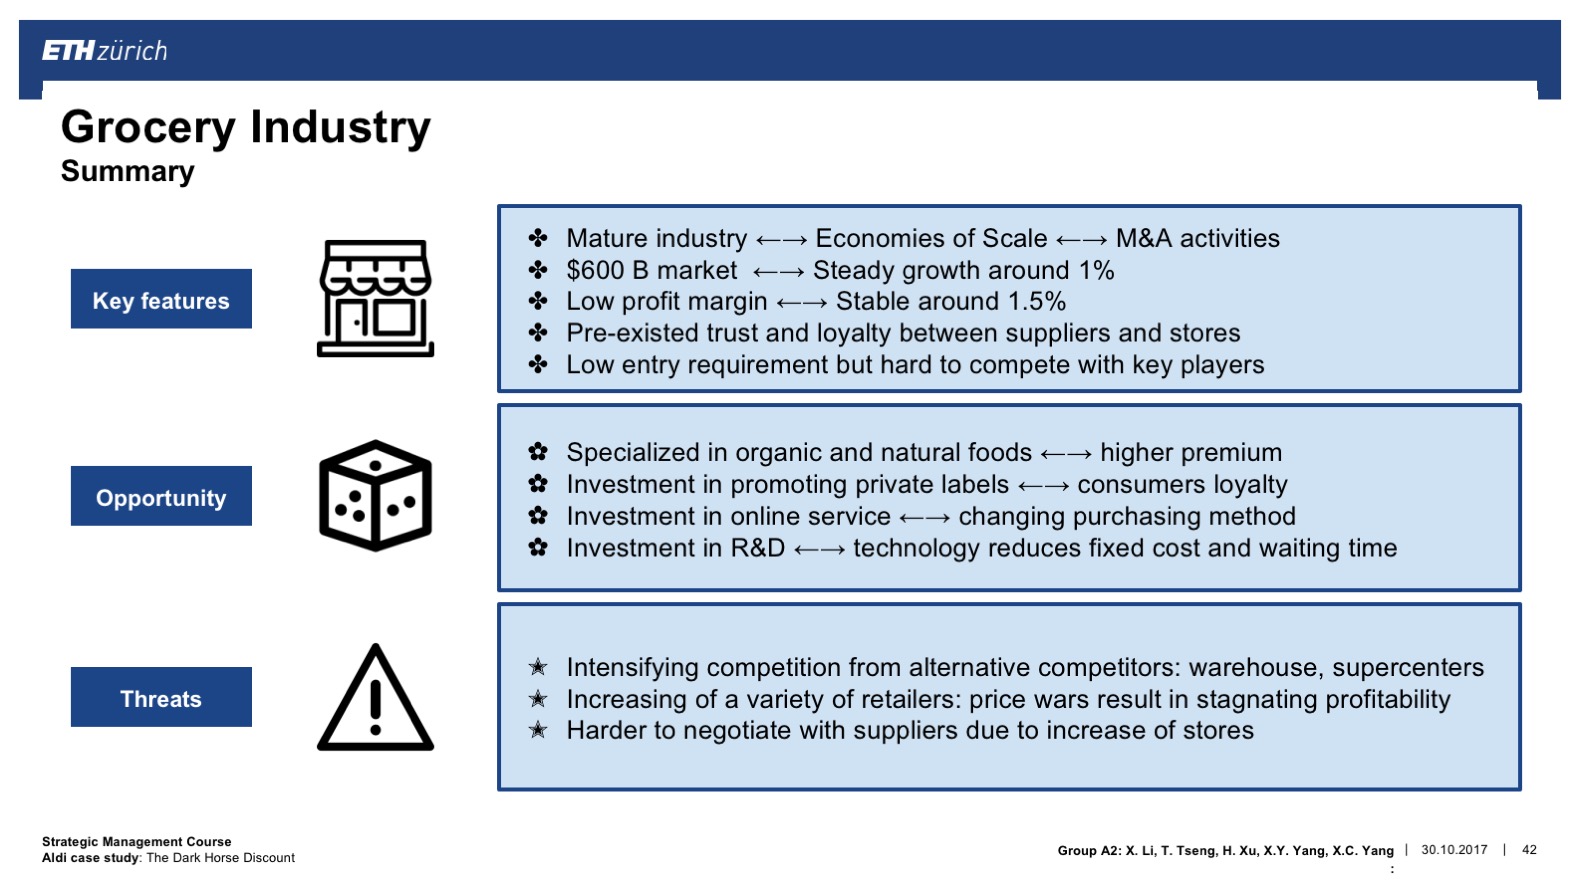 ETH zürich
Grocery Industry
Summary
Key features
✤ Mature industry ←→ Economies of Scale ←→ M&A activities
✤ $600 B market ←→ Steady growth around 1%
✤ Low profit margin ←→ Stable around 1.5%
✤ Pre-existed trust and loyalty between suppliers and stores
✤ Low entry requirement but hard to compete with key players
Opportunity
✿ Specialized in organic and natural foods ←→ higher premium
✿ Investment in promoting private labels ←→ consumers loyalty
✿ Investment in online service ←→ changing purchasing method
✿ Investment in R&D ←→ technology reduces fixed cost and waiting time
Threats
✭ Intensifying competition from alternative competitors: warehouse, supercenters
✭ Increasing of a variety of retailers: price wars result in stagnating profitability
✭ Harder to negotiate with suppliers due to increase of stores
Strategic Management Course
Aldi case study: The Dark Horse Discount
Group A2: X. Li, T. Tseng, H. Xu, X.Y. Yang, X.C. Yang | 30.10.2017 | 42
: